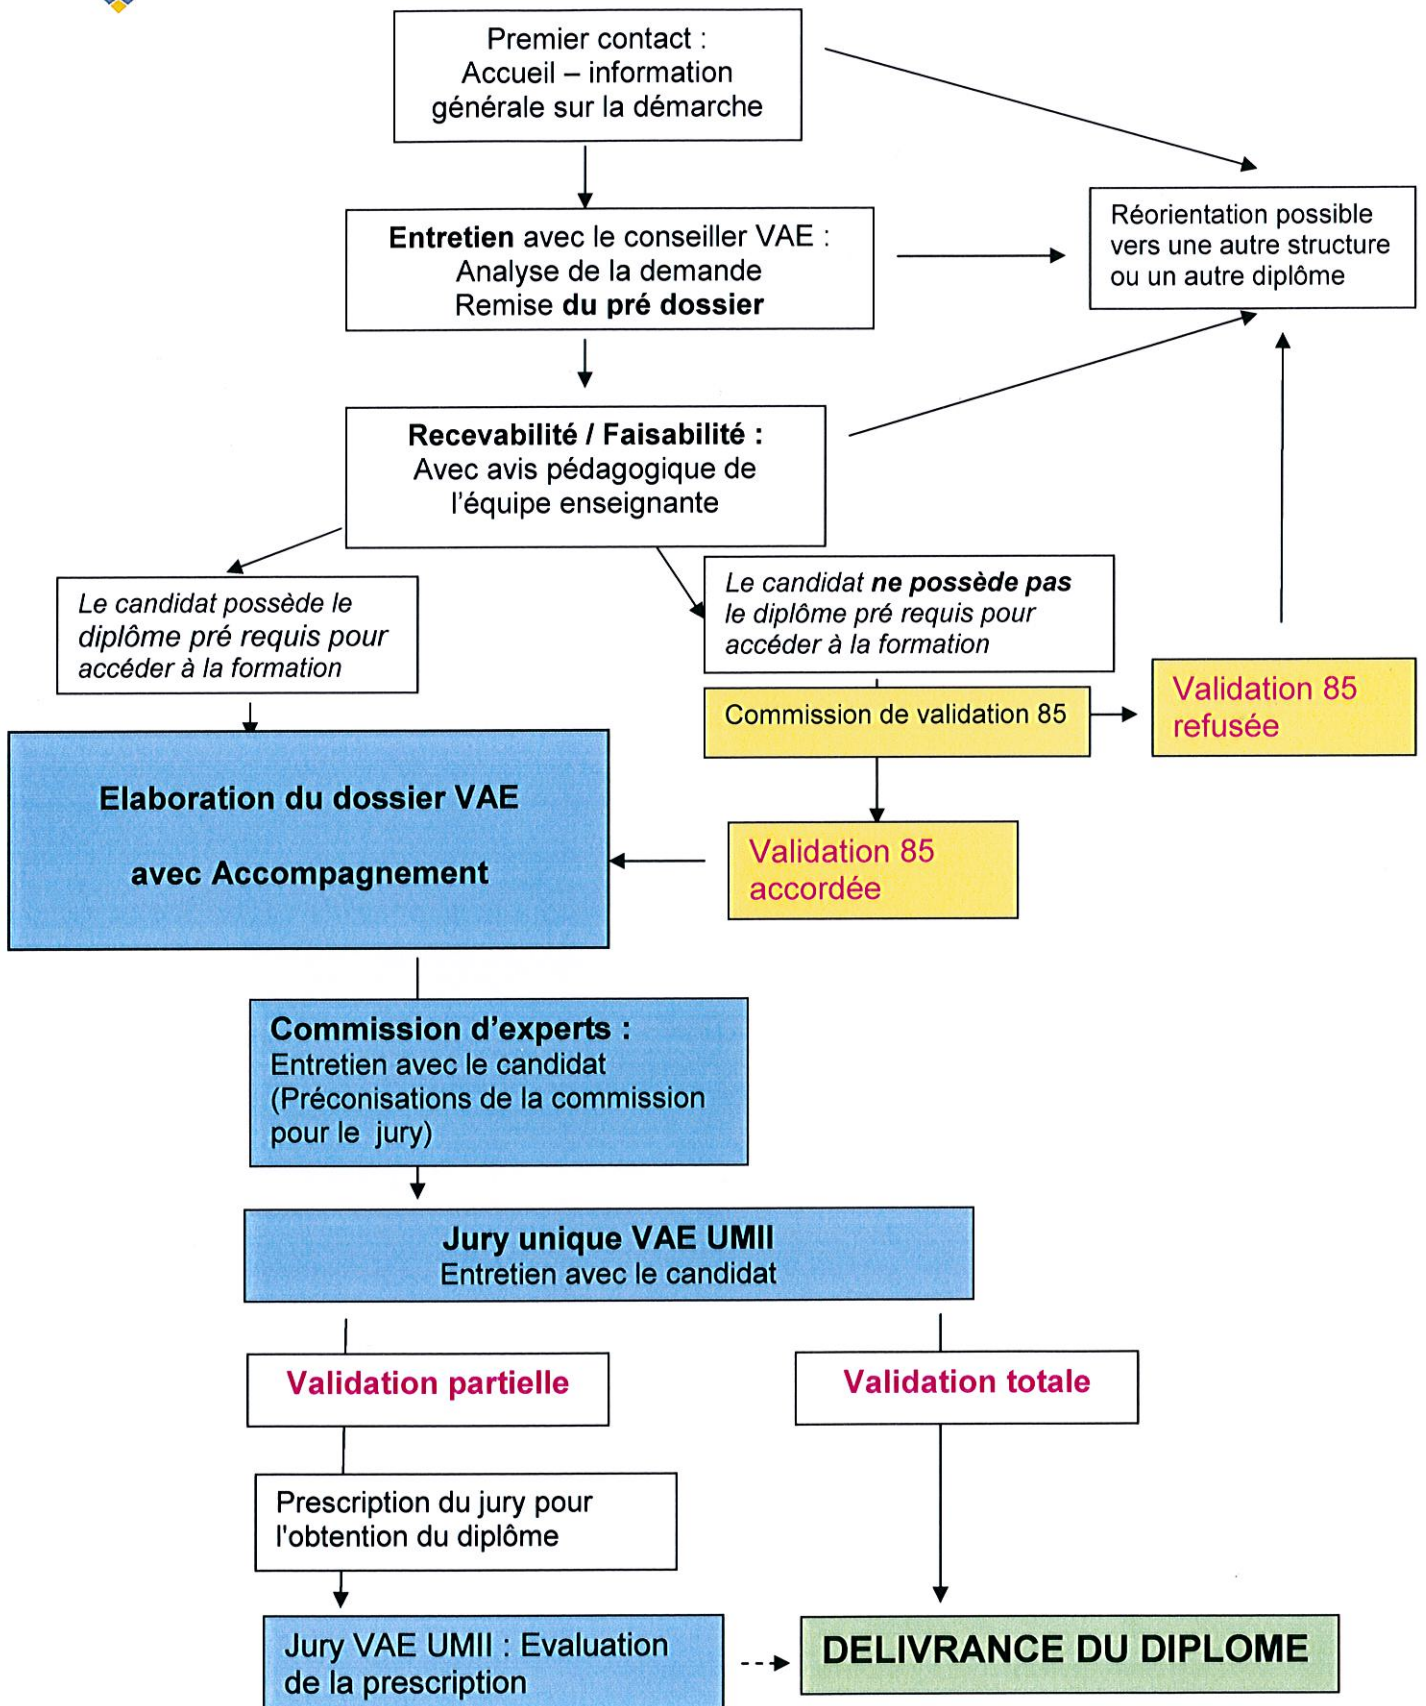 Premier contact :
Accueil – information
générale sur la démarche
Entretien avec le conseiller VAE :
Analyse de la demande
Remise du pré dossier
Réorientation possible
vers une autre structure
ou un autre diplôme
Recevabilité / Faisabilité :
Avec avis pédagogique de
l'équipe enseignante
Le candidat possède le
diplôme pré requis pour
accéder à la formation
Le candidat ne possède pas
le diplôme pré requis pour
accéder à la formation
Commission de validation 85
Validation 85
refusée
Elaboration du dossier VAE
avec Accompagnement
Validation 85
accordée
Commission d'experts :
Entretien avec le candidat
(Préconisations de la commission
pour le jury)
Jury unique VAE UMII
Entretien avec le candidat
Validation partielle
Validation totale
Prescription du jury pour
l'obtention du diplôme
Jury VAE UMII : Evaluation
de la prescription
DELIVRANCE DU DIPLOME